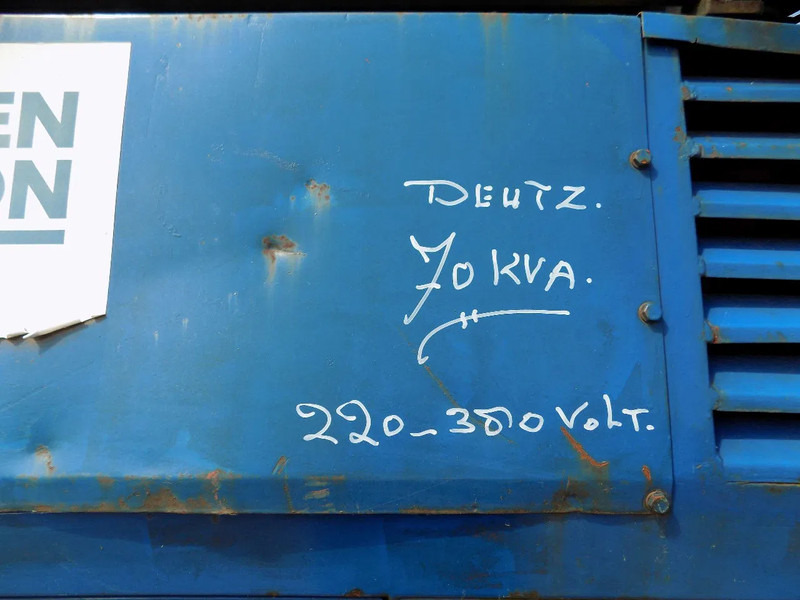 EN
ON
DEUTZ.
70 KVA.
220-380 VOLT.